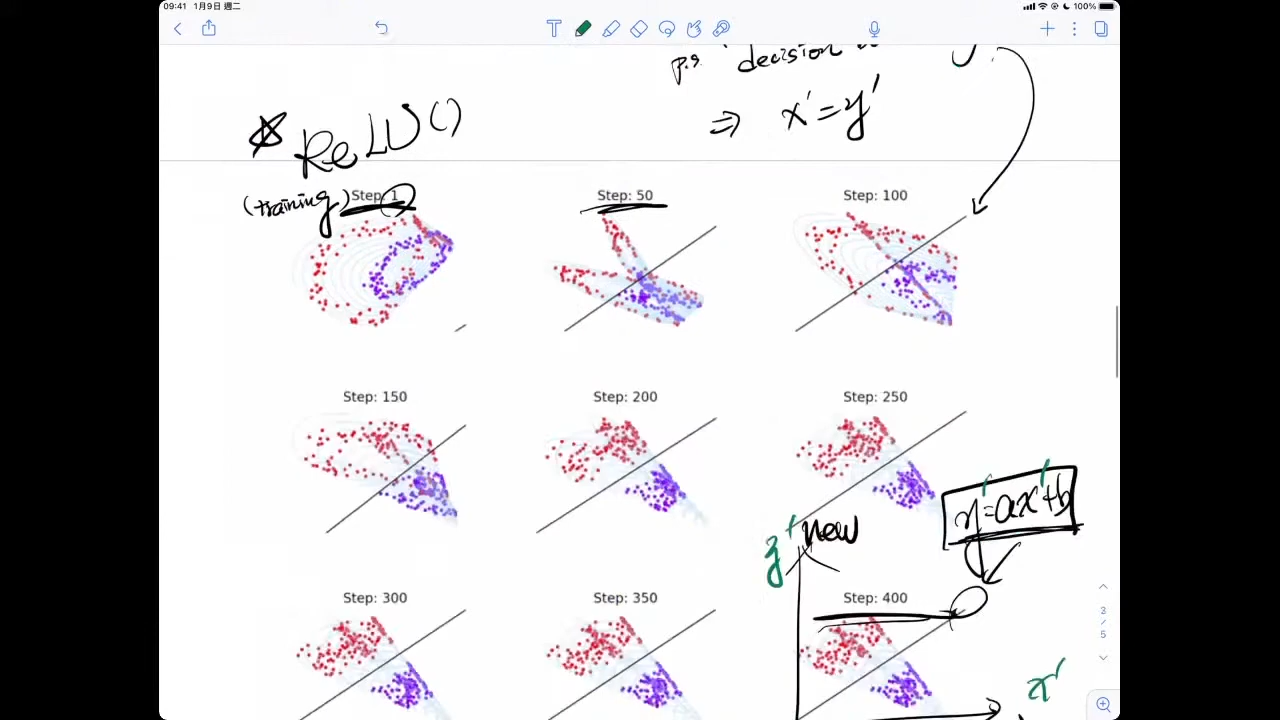 09:41 1月9日 週二
100%
p.s. decision
⇒ x'=y'
☆ ReLU()
(training) Step: 1
Step: 50
Step: 100
Step: 150
Step: 200
Step: 250
y'=ax'+b
y' new
3
/
5
Step: 300
Step: 350
Step: 400
x'